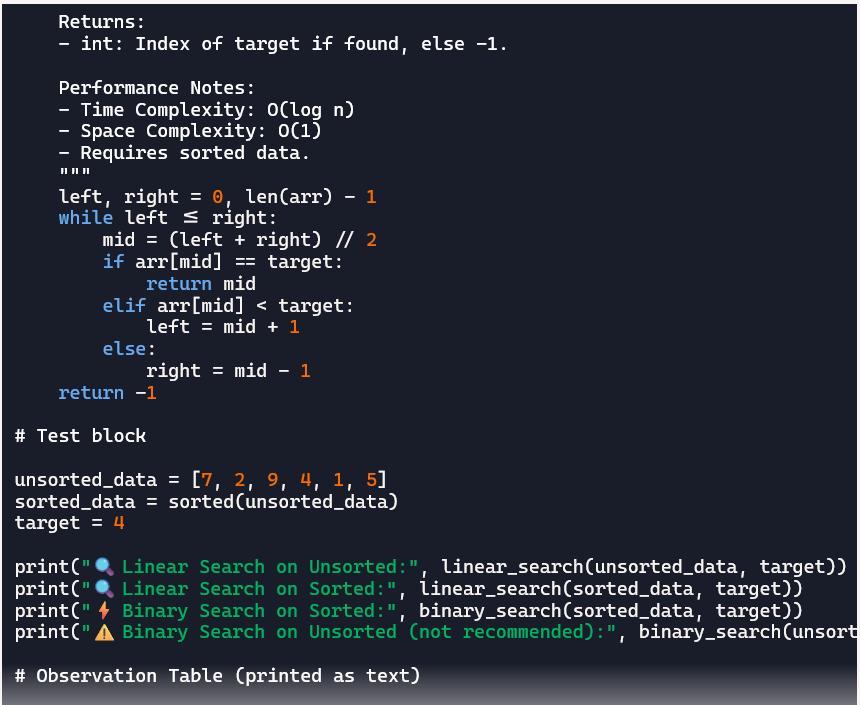 Returns:
    - int: Index of target if found, else -1.

    Performance Notes:
    - Time Complexity: O(log n)
    - Space Complexity: O(1)
    - Requires sorted data.
    """
    left, right = 0, len(arr) - 1
    while left ≤ right:
        mid = (left + right) // 2
        if arr[mid] == target:
            return mid
        elif arr[mid] < target:
            left = mid + 1
        else:
            right = mid - 1
    return -1

# Test block

unsorted_data = [7, 2, 9, 4, 1, 5]
sorted_data = sorted(unsorted_data)
target = 4

print("🔍 Linear Search on Unsorted:", linear_search(unsorted_data, target))
print("🔍 Linear Search on Sorted:", linear_search(sorted_data, target))
print("⚡ Binary Search on Sorted:", binary_search(sorted_data, target))
print("⚠️ Binary Search on Unsorted (not recommended):", binary_search(unsort

# Observation Table (printed as text)